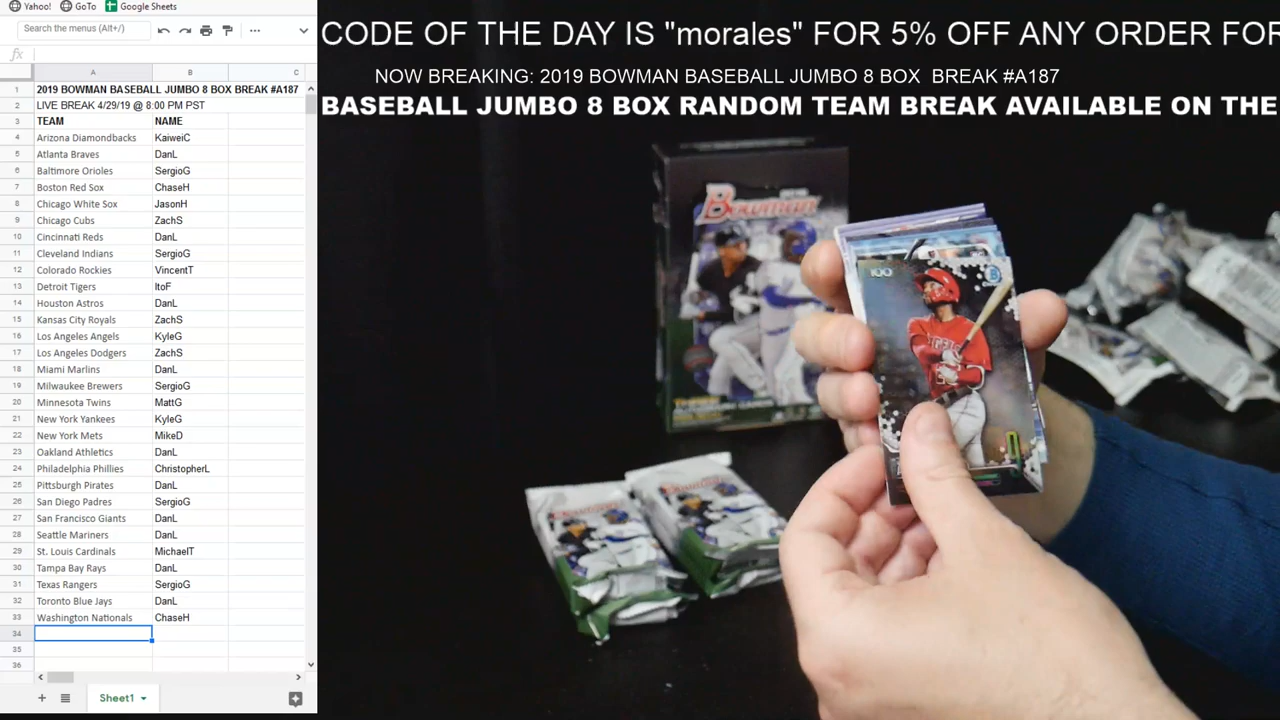 Yahoo!
GoTo
Google Sheets
Search the menus (Alt+/)
fx
A B C
1 2019 BOWMAN BASEBALL JUMBO 8 BOX BREAK #A187
2 LIVE BREAK 4/29/19 @ 8:00 PM PST
3 TEAM NAME
4 Arizona Diamondbacks KaiweiC
5 Atlanta Braves DanL
6 Baltimore Orioles SergioG
7 Boston Red Sox ChaseH
8 Chicago White Sox JasonH
9 Chicago Cubs ZachS
10 Cincinnati Reds DanL
11 Cleveland Indians SergioG
12 Colorado Rockies VincentT
13 Detroit Tigers ItoF
14 Houston Astros DanL
15 Kansas City Royals ZachS
16 Los Angeles Angels KyleG
17 Los Angeles Dodgers ZachS
18 Miami Marlins DanL
19 Milwaukee Brewers SergioG
20 Minnesota Twins MattG
21 New York Yankees KyleG
22 New York Mets MikeD
23 Oakland Athletics DanL
24 Philadelphia Phillies ChristopherL
25 Pittsburgh Pirates DanL
26 San Diego Padres SergioG
27 San Francisco Giants DanL
28 Seattle Mariners DanL
29 St. Louis Cardinals MichaelT
30 Tampa Bay Rays DanL
31 Texas Rangers SergioG
32 Toronto Blue Jays DanL
33 Washington Nationals ChaseH
34
35
36
Sheet1
CODE OF THE DAY IS "morales" FOR 5% OFF ANY ORDER FOR
NOW BREAKING: 2019 BOWMAN BASEBALL JUMBO 8 BOX BREAK #A187
BASEBALL JUMBO 8 BOX RANDOM TEAM BREAK AVAILABLE ON THE
Bowman
100